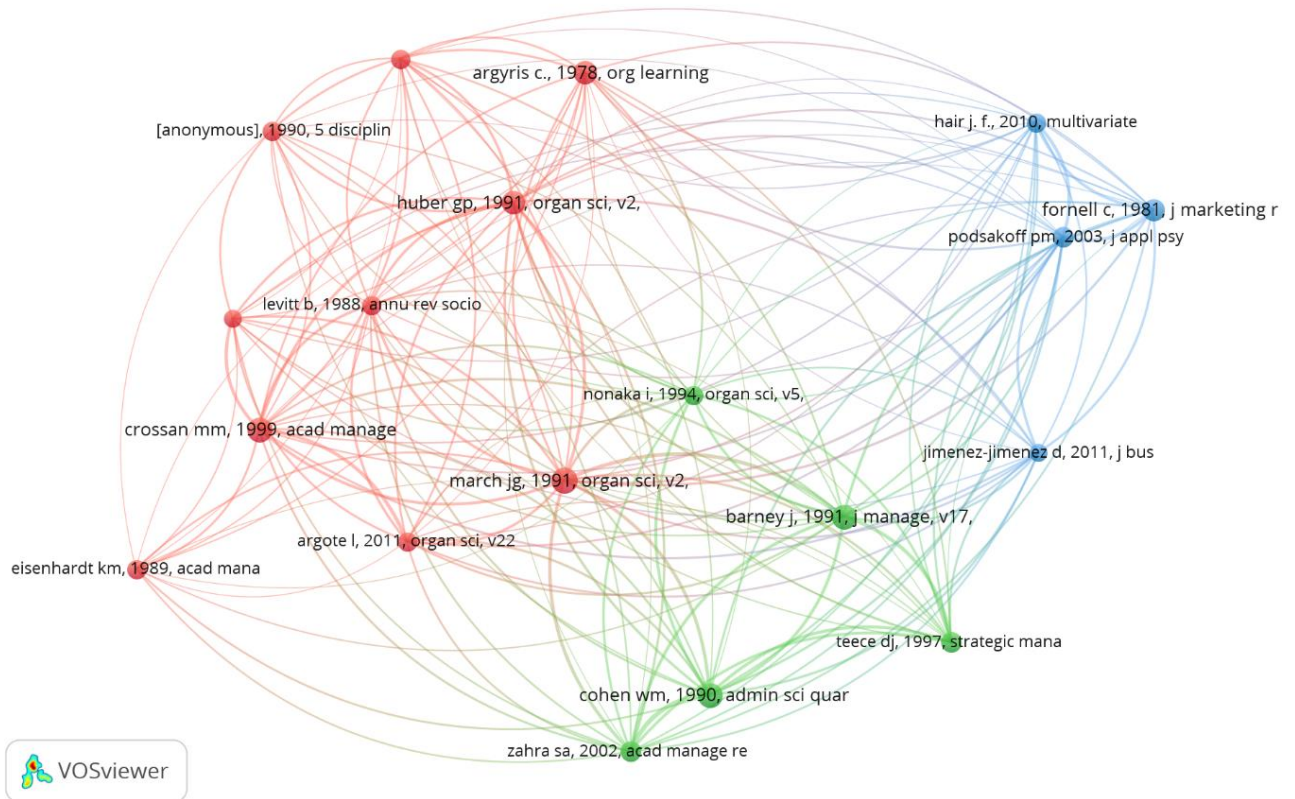 argyris c., 1978, org learning
[anonymous], 1990, 5 disciplin
hair j. f., 2010, multivariate
huber gp, 1991, organ sci, v2,
fornell c, 1981, j marketing r
podsakoff pm, 2003, j appl psy
levitt b, 1988, annu rev socio
nonaka i, 1994, organ sci, v5,
crossan mm, 1999, acad manage
jimenez-jimenez d, 2011, j bus
march jg, 1991, organ sci, v2,
barney j, 1991, j manage, v17,
argote l, 2011, organ sci, v22
eisenhardt km, 1989, acad mana
teece dj, 1997, strategic mana
cohen wm, 1990, admin sci quar
zahra sa, 2002, acad manage re
VOSviewer